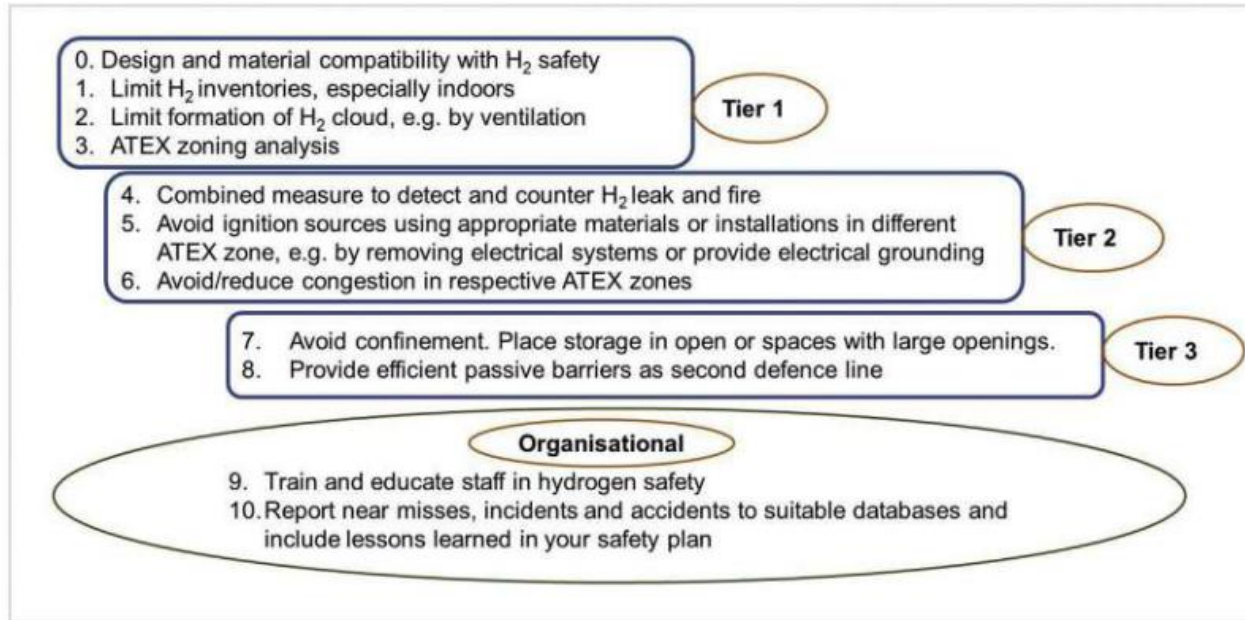 0. Design and material compatibility with H₂ safety
1. Limit H₂ inventories, especially indoors
2. Limit formation of H₂ cloud, e.g. by ventilation
3. ATEX zoning analysis
Tier 1
4. Combined measure to detect and counter H₂ leak and fire
5. Avoid ignition sources using appropriate materials or installations in different
ATEX zone, e.g. by removing electrical systems or provide electrical grounding
6. Avoid/reduce congestion in respective ATEX zones
Tier 2
7. Avoid confinement. Place storage in open or spaces with large openings.
8. Provide efficient passive barriers as second defence line
Tier 3
Organisational
9. Train and educate staff in hydrogen safety
10. Report near misses, incidents and accidents to suitable databases and
include lessons learned in your safety plan